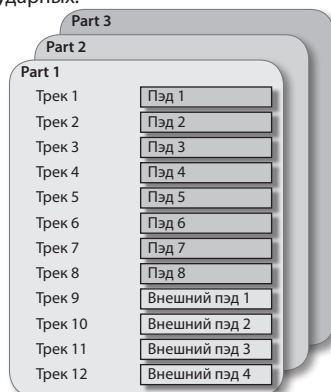 ударных.
Part 3
Part 2
Part 1
Трек 1 Пэд 1
Трек 2 Пэд 2
Трек 3 Пэд 3
Трек 4 Пэд 4
Трек 5 Пэд 5
Трек 6 Пэд 6
Трек 7 Пэд 7
Трек 8 Пэд 8
Трек 9 Внешний пэд 1
Трек 10 Внешний пэд 2
Трек 11 Внешний пэд 3
Трек 12 Внешний пэд 4